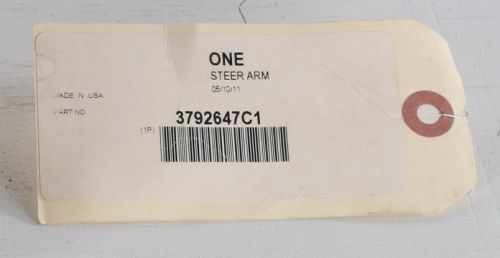 ONE
STEER ARM
05/10/11
MADE IN USA
PART NO.
3792647C1
(1P)